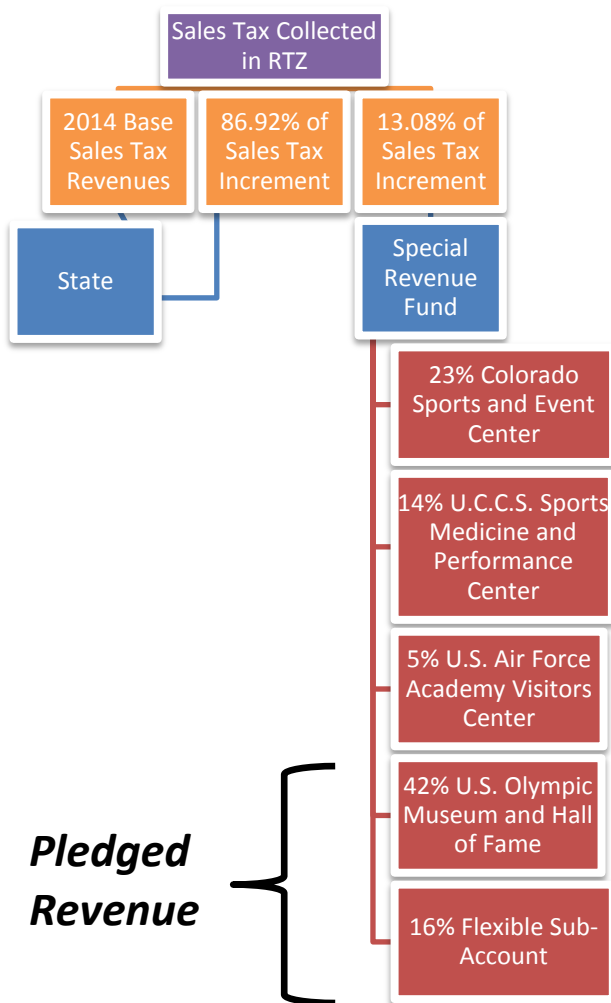 Sales Tax Collected
in RTZ
2014 Base
Sales Tax
Revenues
86.92% of
Sales Tax
Increment
13.08% of
Sales Tax
Increment
State
Special
Revenue
Fund
23% Colorado
Sports and Event
Center
14% U.C.C.S. Sports
Medicine and
Performance
Center
5% U.S. Air Force
Academy Visitors
Center
42% U.S. Olympic
Museum and Hall
of Fame
Pledged
Revenue
16% Flexible Sub-
Account